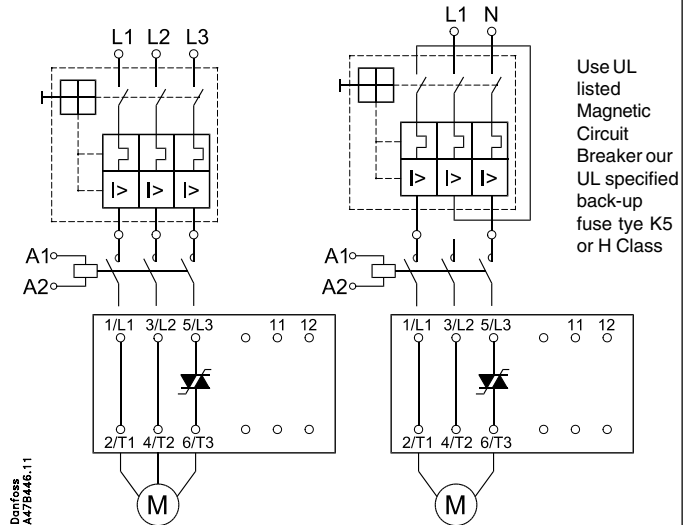 L1 L2 L3
I> I> I>
A1
A2
1/L1 3/L2 5/L3 11 12
2/T1 4/T2 6/T3
M
L1 N
I> I> I>
A1
A2
1/L1 3/L2 5/L3 11 12
2/T1 4/T2 6/T3
M
Use UL
listed
Magnetic
Circuit
Breaker our
UL specified
back-up
fuse tye K5
or H Class
Danfoss
A47B446.11